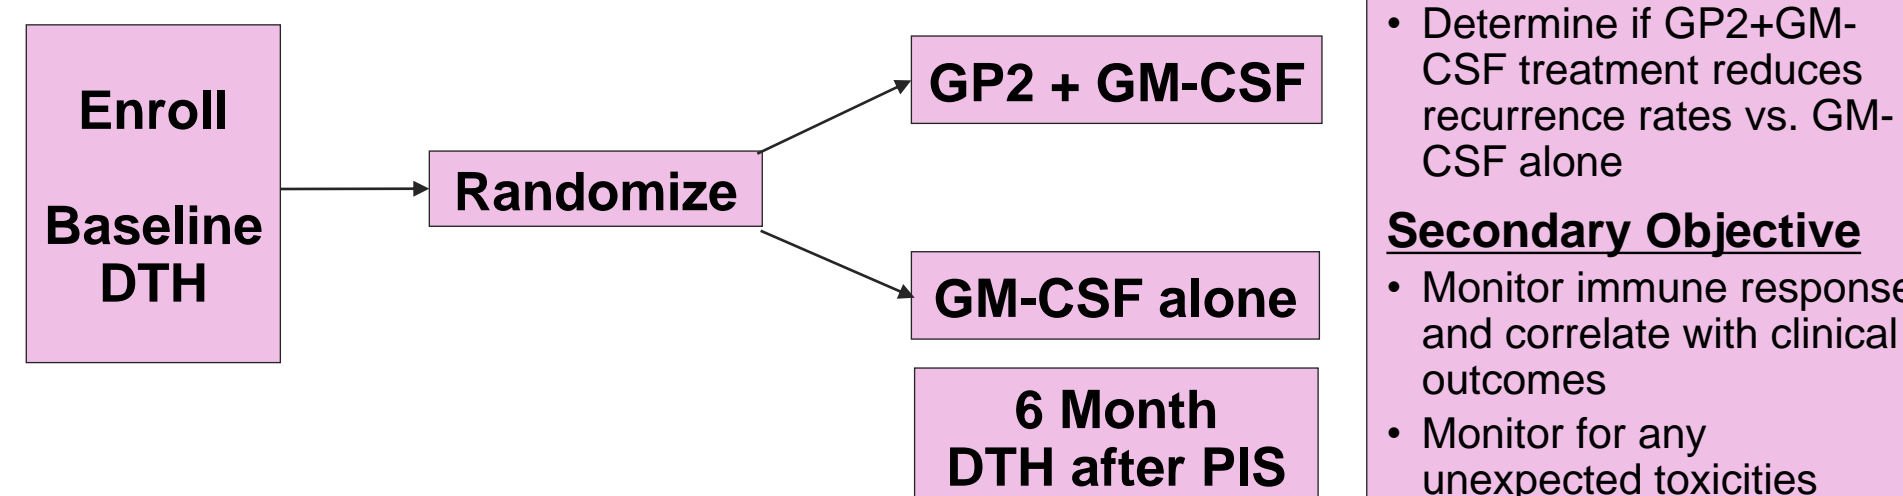 Enroll
Baseline
DTH
Randomize
GP2 + GM-CSF
GM-CSF alone
6 Month
DTH after PIS
• Determine if GP2+GM-
CSF treatment reduces
recurrence rates vs. GM-
CSF alone
Secondary Objective
• Monitor immune response
and correlate with clinical
outcomes
• Monitor for any
unexpected toxicities